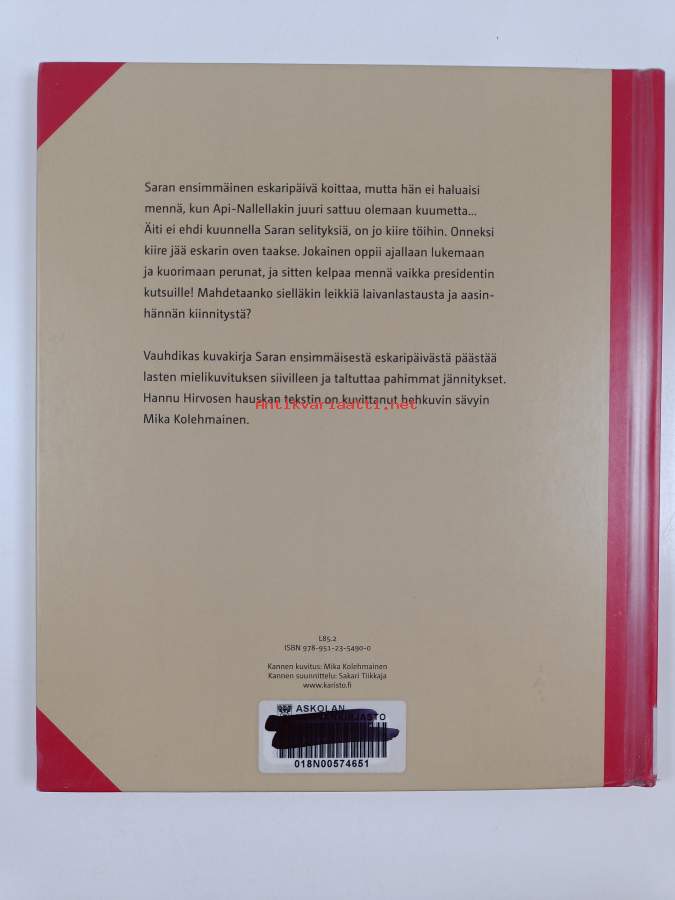 Saran ensimmäinen eskaripäivä koittaa, mutta hän ei haluaisi
mennä, kun Api-Nallellakin juuri sattuu olemaan kuumetta...
Äiti ei ehdi kuunnella Saran selityksiä, on jo kiire töihin. Onneksi
kiire jää eskarin oven taakse. Jokainen oppii ajallaan lukemaan
ja kuorimaan perunat, ja sitten kelpaa mennä vaikka presidentin
kutsuille! Mahdetaanko sielläkin leikkiä laivanlastausta ja aasin-
hännän kiinnitystä?
Vauhdikas kuvakirja Saran ensimmäisestä eskaripäivästä päästää
lasten mielikuvituksen siivilleen ja taltuttaa pahimmat jännitykset.
Hannu Hirvosen hauskan tekstin on kuvittanut hehkuvin sävyin
Antikvariaatti.net
Mika Kolehmainen.
L85.2
ISBN 978-951-23-5490-0
Kannen kuvitus: Mika Kolehmainen
Kannen suunnittelu: Sakari Tiikkaja
www.karisto.fi
ASKOLAN
018N00574651